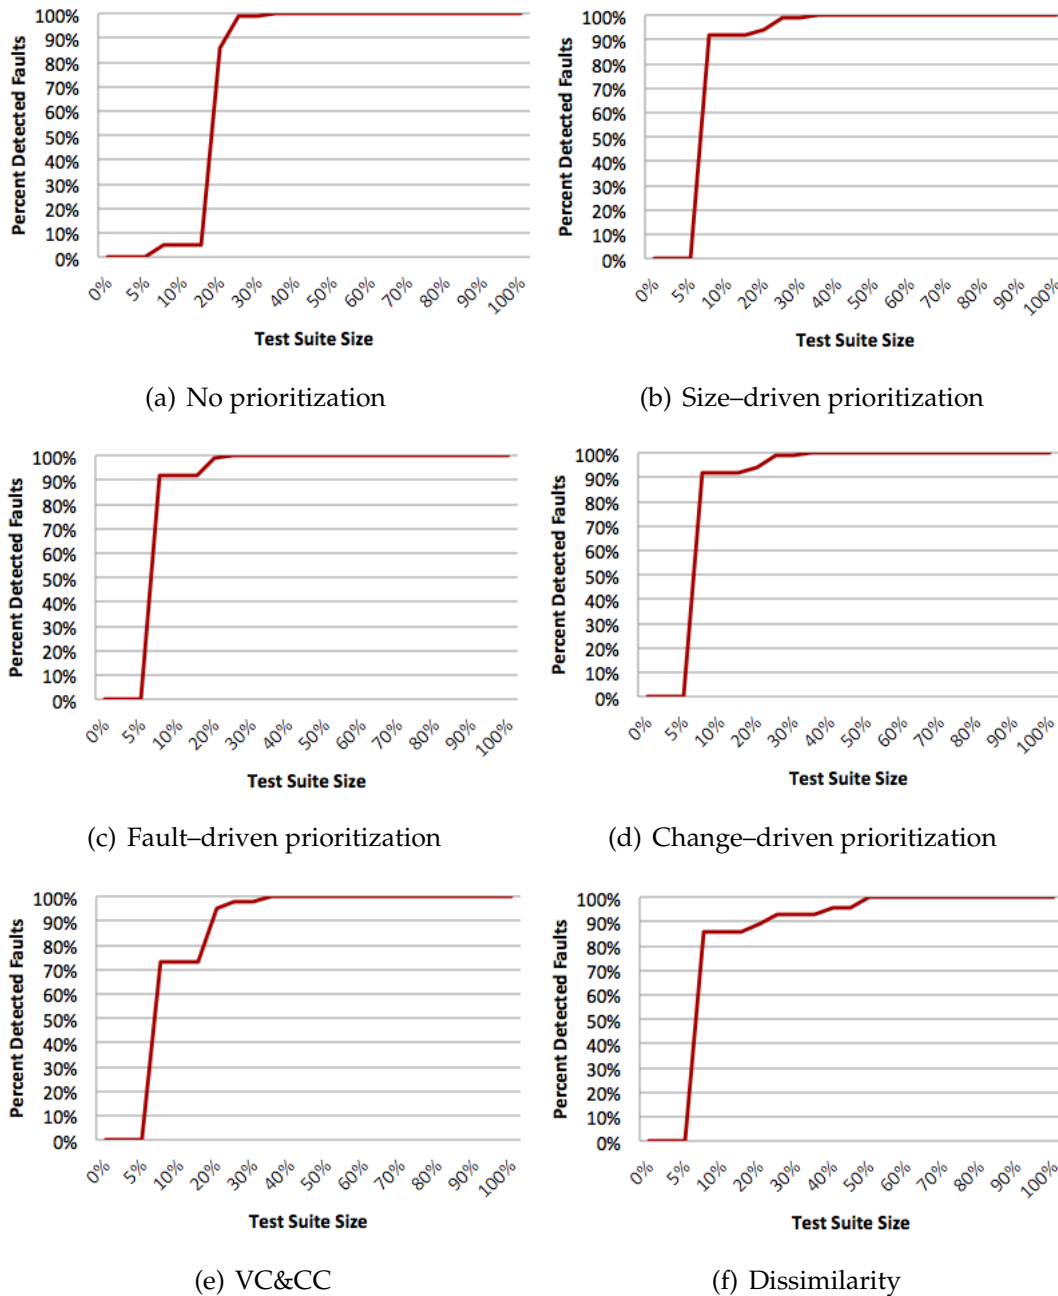 Percent Detected Faults
100%
90%
80%
70%
60%
50%
40%
30%
20%
10%
0%
0% 5% 10% 20% 30% 40% 50% 60% 70% 80% 90% 100%
Test Suite Size
(a) No prioritization
Percent Detected Faults
100%
90%
80%
70%
60%
50%
40%
30%
20%
10%
0%
0% 5% 10% 20% 30% 40% 50% 60% 70% 80% 90% 100%
Test Suite Size
(b) Size–driven prioritization
Percent Detected Faults
100%
90%
80%
70%
60%
50%
40%
30%
20%
10%
0%
0% 5% 10% 20% 30% 40% 50% 60% 70% 80% 90% 100%
Test Suite Size
(c) Fault–driven prioritization
Percent Detected Faults
100%
90%
80%
70%
60%
50%
40%
30%
20%
10%
0%
0% 5% 10% 20% 30% 40% 50% 60% 70% 80% 90% 100%
Test Suite Size
(d) Change–driven prioritization
Percent Detected Faults
100%
90%
80%
70%
60%
50%
40%
30%
20%
10%
0%
0% 5% 10% 20% 30% 40% 50% 60% 70% 80% 90% 100%
Test Suite Size
(e) VC&CC
Percent Detected Faults
100%
90%
80%
70%
60%
50%
40%
30%
20%
10%
0%
0% 5% 10% 20% 30% 40% 50% 60% 70% 80% 90% 100%
Test Suite Size
(f) Dissimilarity